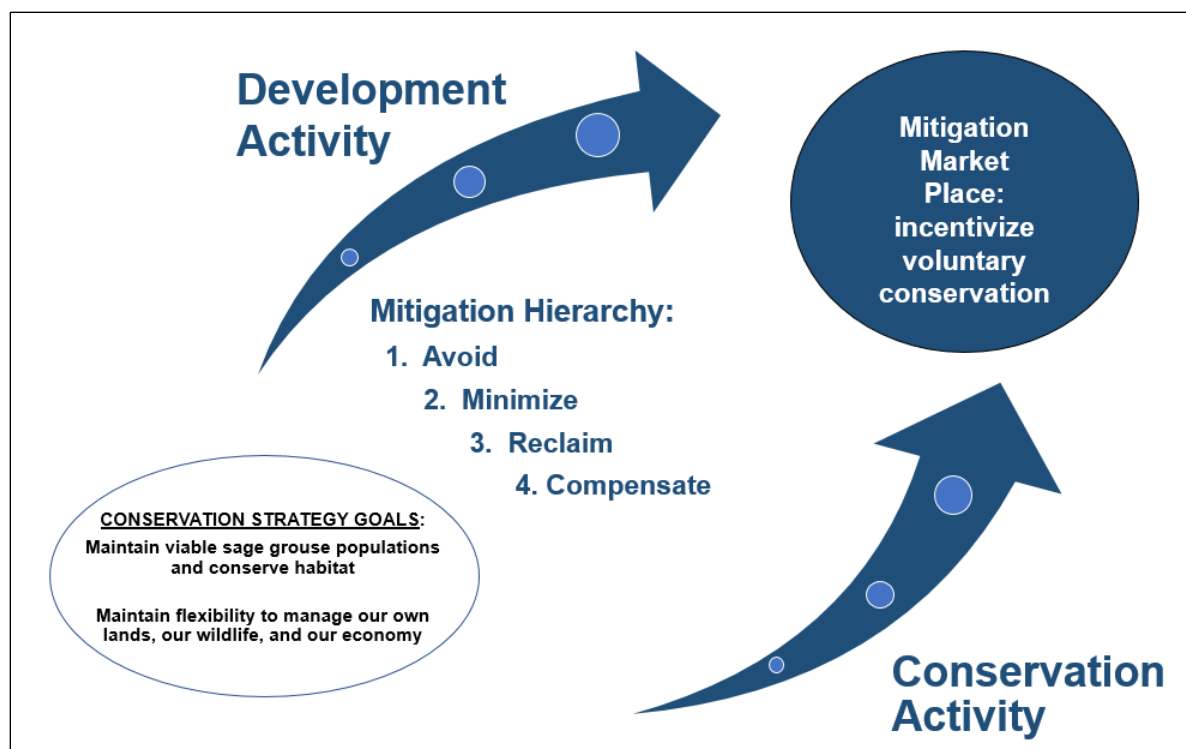 Development
Activity
Mitigation
Market
Place:
incentivize
voluntary
conservation
Mitigation Hierarchy:
1. Avoid
2. Minimize
3. Reclaim
4. Compensate
CONSERVATION STRATEGY GOALS:
Maintain viable sage grouse populations
and conserve habitat
Maintain flexibility to manage our own
lands, our wildlife, and our economy
Conservation
Activity